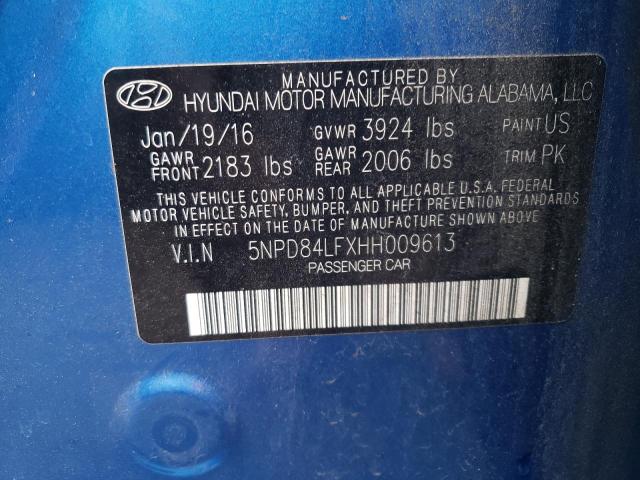 MANUFACTURED BY
HYUNDAI MOTOR MANUFACTURING ALABAMA, LLC
Jan/19/16 GVWR 3924 lbs PAINT US
GAWR FRONT 2183 lbs GAWR REAR 2006 lbs TRIM PK
THIS VEHICLE CONFORMS TO ALL APPLICABLE U.S.A. FEDERAL
MOTOR VEHICLE SAFETY, BUMPER, AND THEFT PREVENTION STANDARDS
IN EFFECT ON THE DATE OF MANUFACTURE SHOWN ABOVE.
V.I.N 5NPD84LFXHH009613
PASSENGER CAR